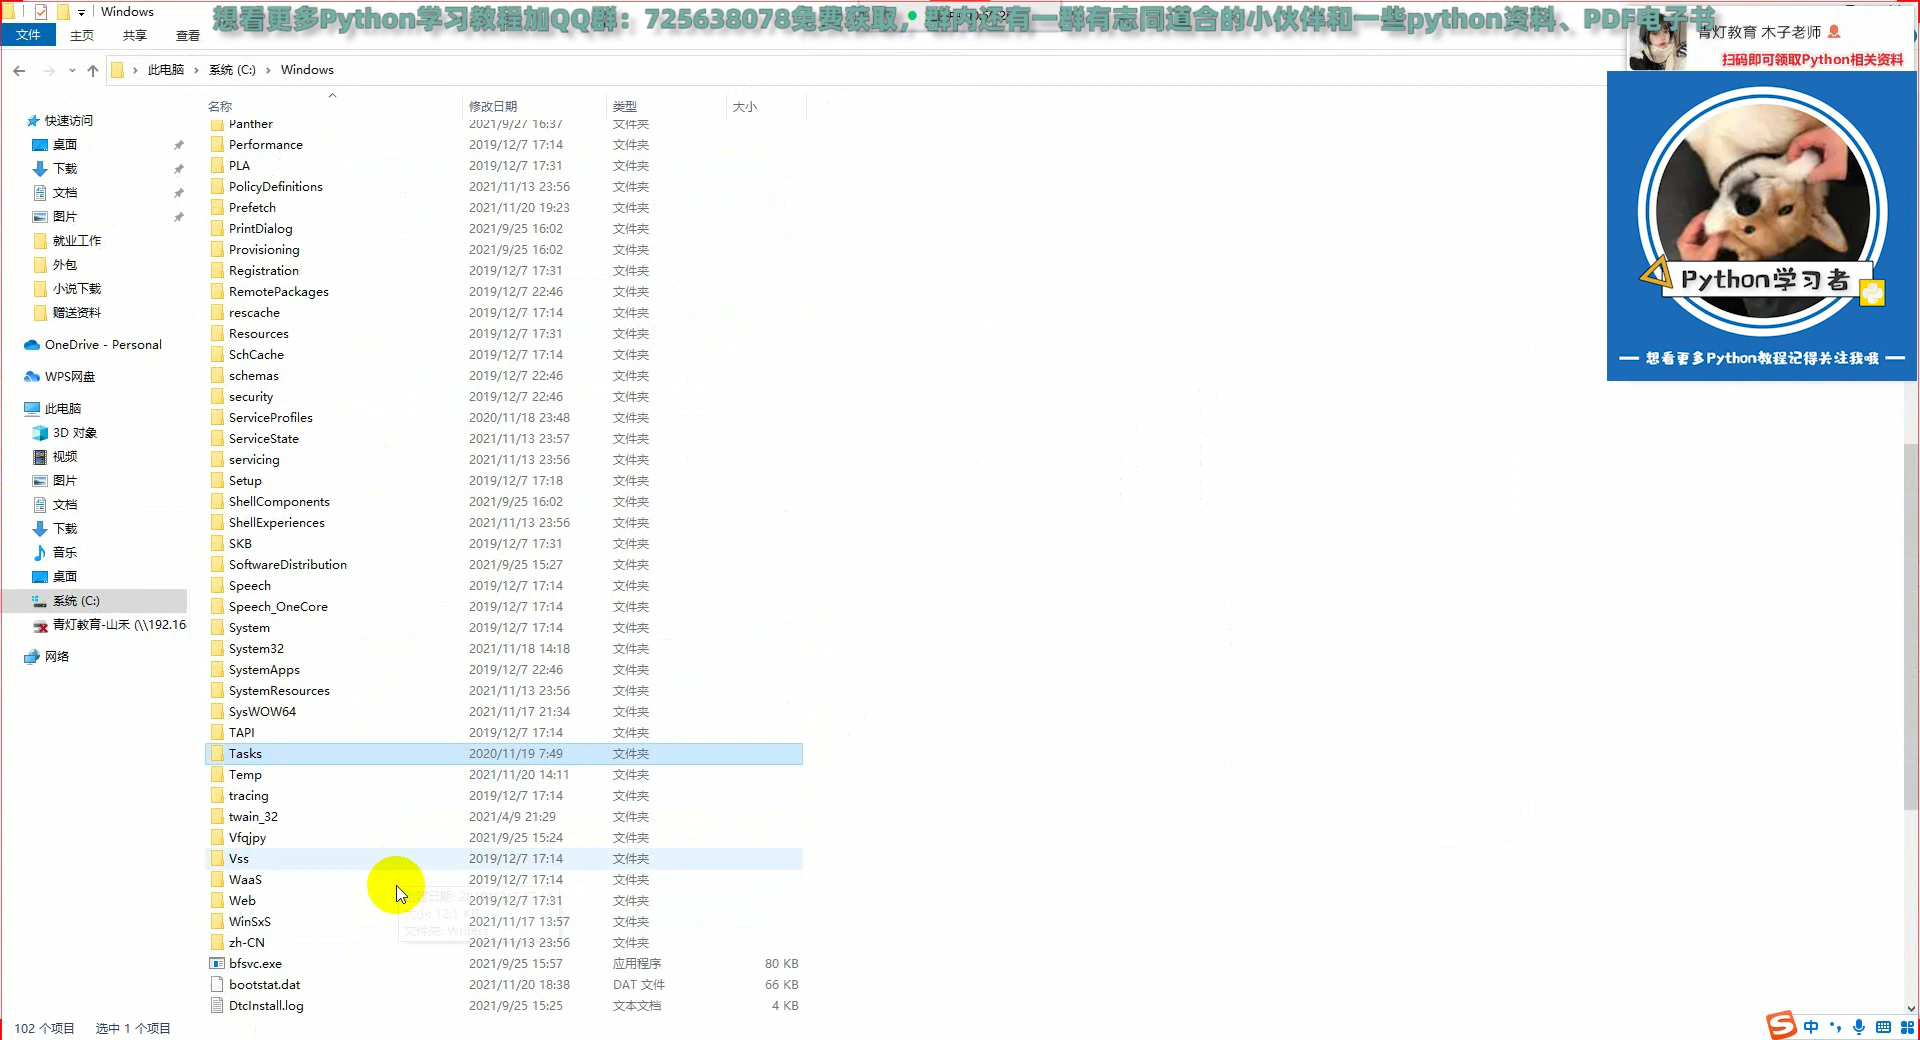 Windows
想看更多Python学习教程加QQ群：725638078免费获取，群内还有一群有志同道合的小伙伴和一些python资料、PDF电子书
文件 主页 共享 查看
青灯教育 木子老师
扫码即可领取Python相关资料
此电脑 系统 (C:) Windows
名称 修改日期 类型 大小
快速访问
桌面
下载
文档
图片
就业工作
外包
小说下载
赠送资料
OneDrive - Personal
WPS网盘
此电脑
3D 对象
视频
图片
文档
下载
音乐
桌面
系统 (C:)
青灯教育-山禾 (\\192.16
网络
Panther 2021/9/27 16:37 文件夹
Performance 2019/12/7 17:14 文件夹
PLA 2019/12/7 17:31 文件夹
PolicyDefinitions 2021/11/13 23:56 文件夹
Prefetch 2021/11/20 19:23 文件夹
PrintDialog 2021/9/25 16:02 文件夹
Provisioning 2021/9/25 16:02 文件夹
Registration 2019/12/7 17:31 文件夹
RemotePackages 2019/12/7 22:46 文件夹
rescache 2019/12/7 17:14 文件夹
Resources 2019/12/7 17:31 文件夹
SchCache 2019/12/7 17:14 文件夹
schemas 2019/12/7 22:46 文件夹
security 2019/12/7 22:46 文件夹
ServiceProfiles 2020/11/18 23:48 文件夹
ServiceState 2021/11/13 23:57 文件夹
servicing 2021/11/13 23:56 文件夹
Setup 2019/12/7 17:18 文件夹
ShellComponents 2021/9/25 16:02 文件夹
ShellExperiences 2021/11/13 23:56 文件夹
SKB 2019/12/7 17:31 文件夹
SoftwareDistribution 2021/9/25 15:27 文件夹
Speech 2019/12/7 17:14 文件夹
Speech_OneCore 2019/12/7 17:14 文件夹
System 2019/12/7 17:14 文件夹
System32 2021/11/18 14:18 文件夹
SystemApps 2019/12/7 22:46 文件夹
SystemResources 2021/11/13 23:56 文件夹
SysWOW64 2021/11/17 21:34 文件夹
TAPI 2019/12/7 17:14 文件夹
Tasks 2020/11/19 7:49 文件夹
Temp 2021/11/20 14:11 文件夹
tracing 2019/12/7 17:14 文件夹
twain_32 2021/4/9 21:29 文件夹
Vfqjpy 2021/9/25 15:24 文件夹
Vss 2019/12/7 17:14 文件夹
WaaS 2019/12/7 17:14 文件夹
Web 2019/12/7 17:31 文件夹
WinSxS 2021/11/17 13:57 文件夹
zh-CN 2021/11/13 23:56 文件夹
bfsvc.exe 2021/9/25 15:57 应用程序 80 KB
bootstat.dat 2021/11/20 18:38 DAT 文件 66 KB
DtcInstall.log 2021/9/25 15:25 文本文档 4 KB
Python学习者
想看更多Python教程记得关注我哦
102 个项目 选中 1 个项目
中